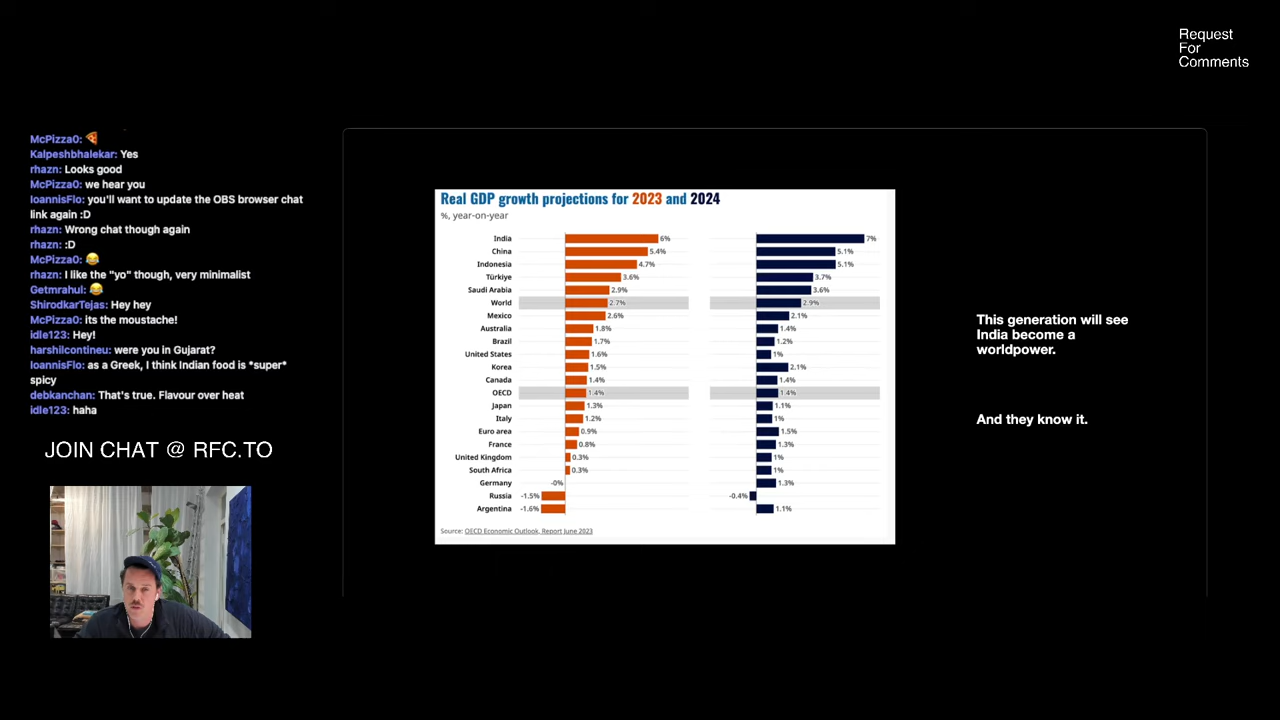 Request
For
Comments
McPizza0: 🍕
Kalpeshbhalekar: Yes
rhazn: Looks good
McPizza0: we hear you
IoannisFlo: you'll want to update the OBS browser chat
link again :D
rhazn: Wrong chat though again
rhazn: :D
McPizza0: 😂
rhazn: I like the "yo" though, very minimalist
Getmrahul: 😂
ShirodkarTejas: Hey hey
McPizza0: its the moustache!
idle123: Hey!
harshilcontineu: were you in Gujarat?
IoannisFlo: as a Greek, I think Indian food is *super*
spicy
debkanchan: That's true. Flavour over heat
idle123: haha
JOIN CHAT @ RFC.TO
Real GDP growth projections for 2023 and 2024
%, year-on-year
India 6% 7%
China 5.4% 5.1%
Indonesia 4.7% 5.1%
Türkiye 3.6% 3.7%
Saudi Arabia 2.9% 3.6%
World 2.7% 2.9%
Mexico 2.6% 2.1%
Australia 1.8% 1.4%
Brazil 1.7% 1.2%
United States 1.6% 1%
Korea 1.5% 2.1%
Canada 1.4% 1.4%
OECD 1.4% 1.4%
Japan 1.3% 1.1%
Italy 1.2% 1%
Euro area 0.9% 1.5%
France 0.8% 1.3%
United Kingdom 0.3% 1%
South Africa 0.3% 1%
Germany -0% 1.3%
Russia -1.5% -0.4%
Argentina -1.6% 1.1%
Source: OECD Economic Outlook, Report June 2023
This generation will see
India become a
worldpower.
And they know it.